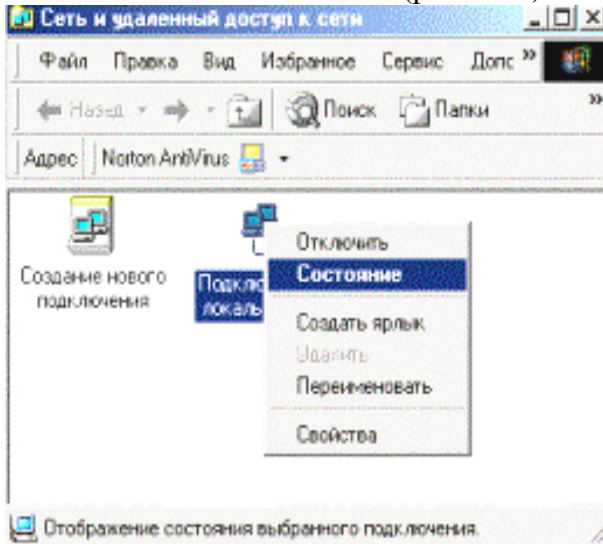 Сеть и удаленный доступ к сети
Файл Правка Вид Избранное Сервис Допс »
Назад Поиск Папки »
Адрес Norton AntiVirus
Создание нового
подключения
Подклю
локаль
Отключить
Состояние
Создать ярлык
Удалить
Переименовать
Свойства
Отображение состояния выбранного подключения.